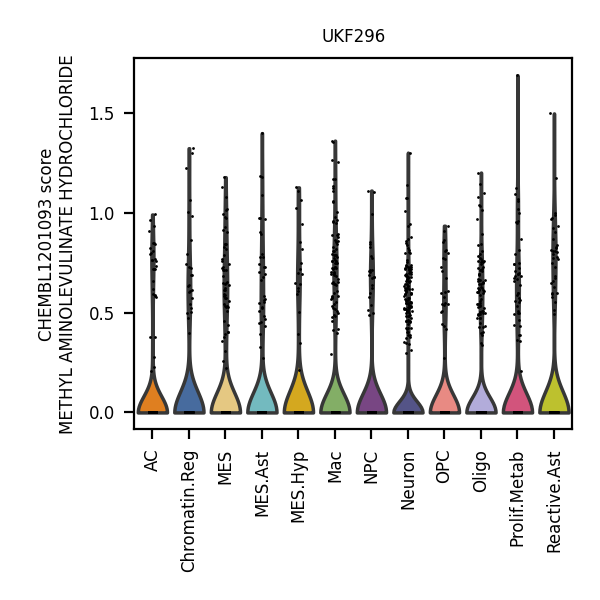 UKF296
CHEMBL1201093 score
METHYL AMINOLEVULINATE HYDROCHLORIDE
1.5
1.0
0.5
0.0
AC
Chromatin.Reg
MES
MES.Ast
MES.Hyp
Mac
NPC
Neuron
OPC
Oligo
Prolif.Metab
Reactive.Ast